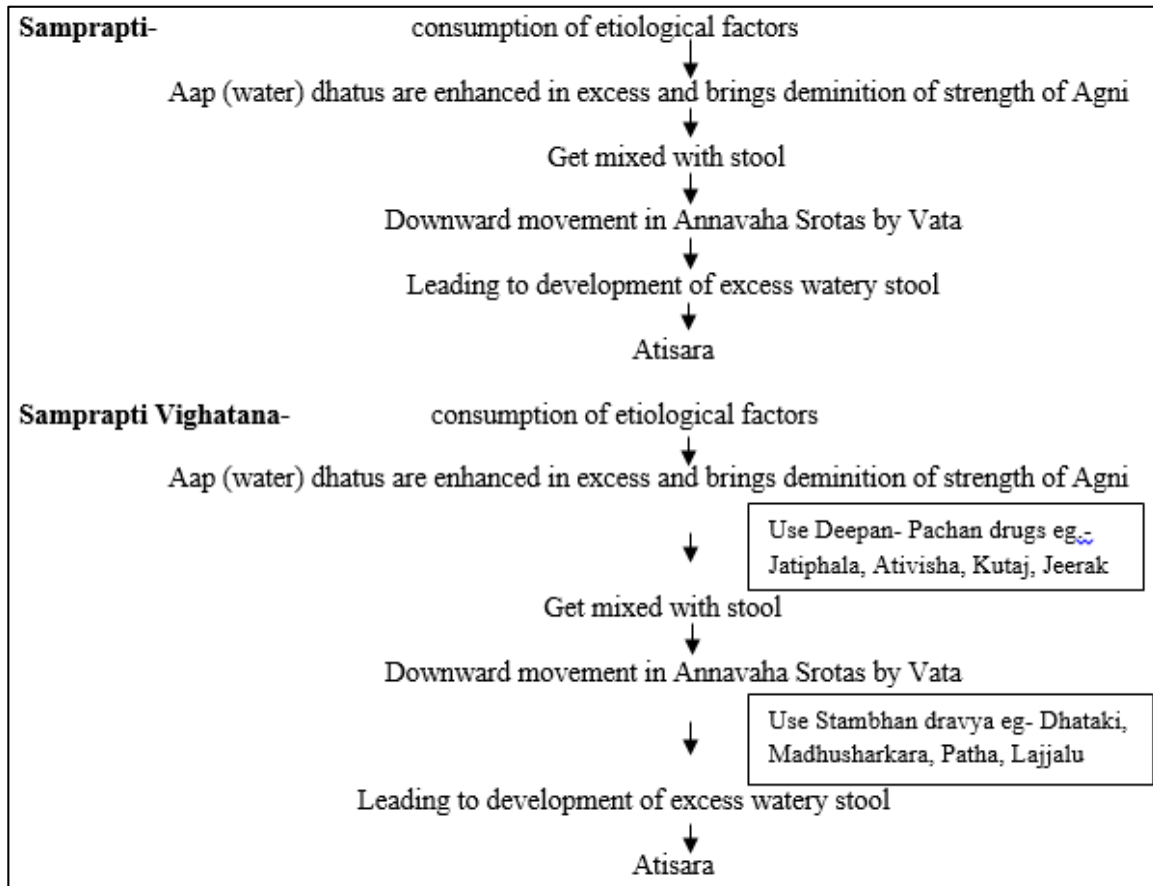 Samprapti- consumption of etiological factors
Aap (water) dhatus are enhanced in excess and brings deminition of strength of Agni
Get mixed with stool
Downward movement in Annavaha Srotas by Vata
Leading to development of excess watery stool
Atisara
Samprapti Vighatana- consumption of etiological factors
Aap (water) dhatus are enhanced in excess and brings deminition of strength of Agni
Use Deepan- Pachan drugs eg.-
Jatiphala, Ativisha, Kutaj, Jeerak
Get mixed with stool
Downward movement in Annavaha Srotas by Vata
Use Stambhan dravya eg- Dhataki,
Madhusharkara, Patha, Lajjalu
Leading to development of excess watery stool
Atisara